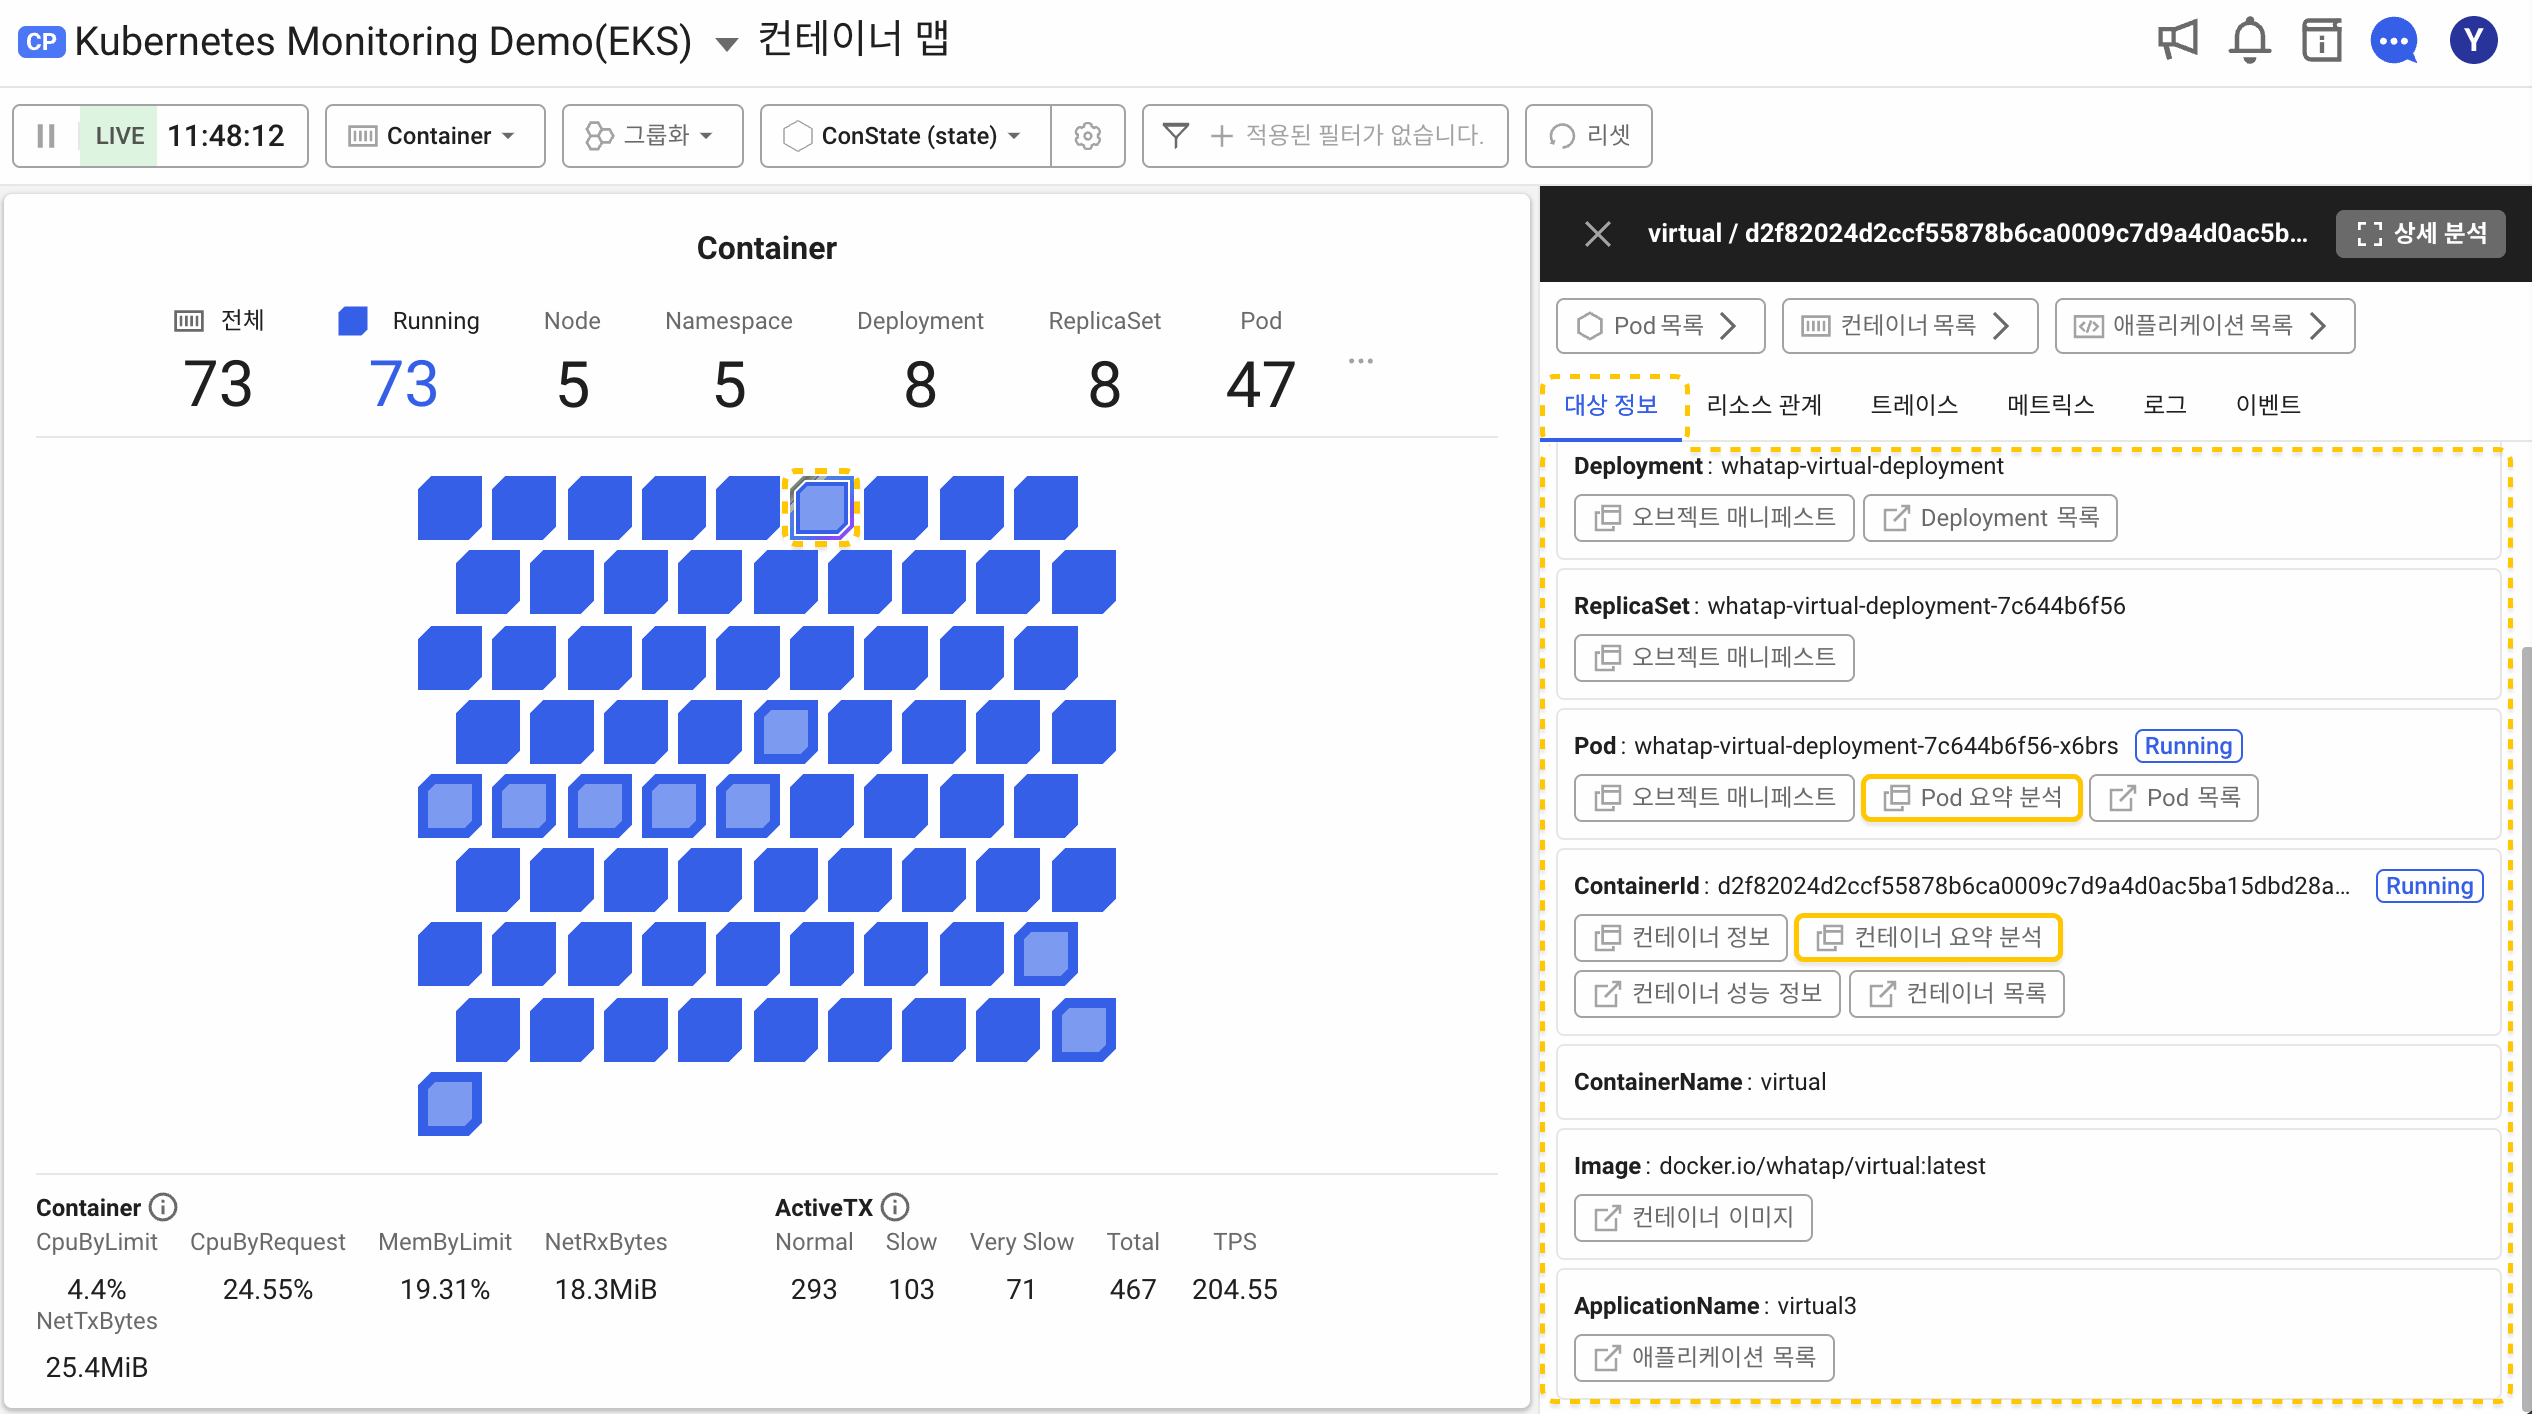 CP Kubernetes Monitoring Demo(EKS) 컨테이너 맵
Y
LIVE 11:48:12 Container 그룹화 ConState (state) 적용된 필터가 없습니다. 리셋
Container
전체 Running Node Namespace Deployment ReplicaSet Pod
73 73 5 5 8 8 47 ...
Container ActiveTX
CpuByLimit CpuByRequest MemByLimit NetRxBytes Normal Slow Very Slow Total TPS
4.4% 24.55% 19.31% 18.3MiB 293 103 71 467 204.55
NetTxBytes
25.4MiB
virtual / d2f82024d2ccf55878b6ca0009c7d9a4d0ac5b... 상세 분석
Pod 목록 컨테이너 목록 애플리케이션 목록
대상 정보 리소스 관계 트레이스 메트릭스 로그 이벤트
Deployment : whatap-virtual-deployment
오브젝트 매니페스트 Deployment 목록
ReplicaSet : whatap-virtual-deployment-7c644b6f56
오브젝트 매니페스트
Pod : whatap-virtual-deployment-7c644b6f56-x6brs Running
오브젝트 매니페스트 Pod 요약 분석 Pod 목록
ContainerId : d2f82024d2ccf55878b6ca0009c7d9a4d0ac5ba15dbd28a... Running
컨테이너 정보 컨테이너 요약 분석
컨테이너 성능 정보 컨테이너 목록
ContainerName : virtual
Image : docker.io/whatap/virtual:latest
컨테이너 이미지
ApplicationName : virtual3
애플리케이션 목록